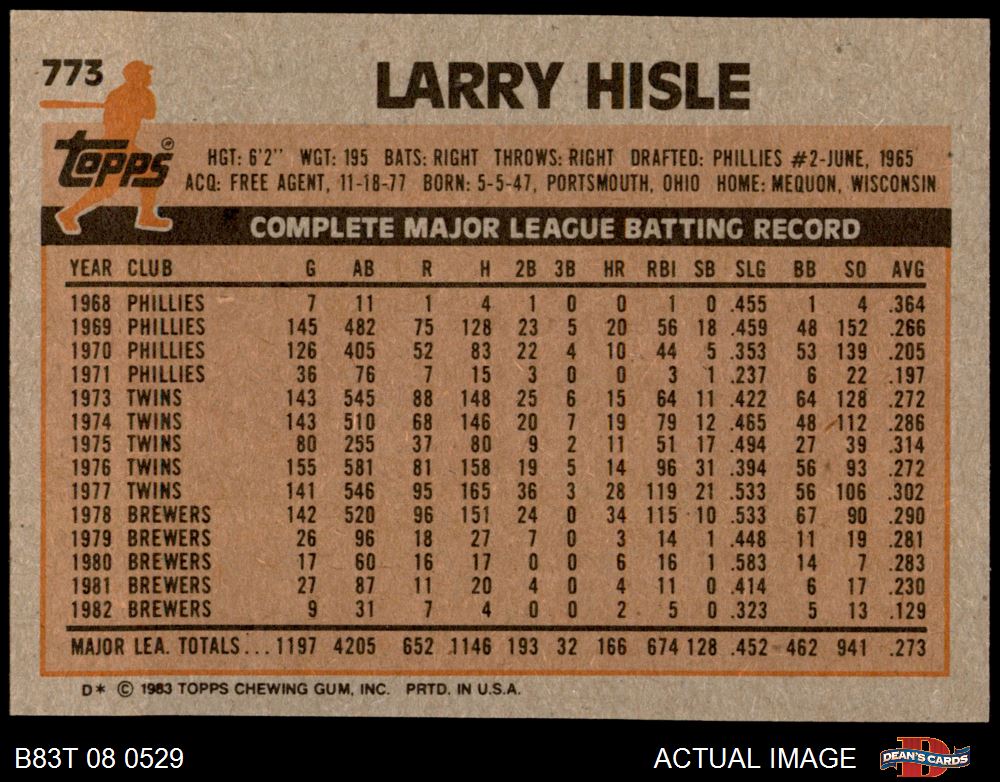 773
LARRY HISLE
Topps®
HGT: 6'2" WGT: 195 BATS: RIGHT THROWS: RIGHT DRAFTED: PHILLIES #2-JUNE, 1965
ACQ: FREE AGENT, 11-18-77 BORN: 5-5-47, PORTSMOUTH, OHIO HOME: MEQUON, WISCONSIN
COMPLETE MAJOR LEAGUE BATTING RECORD
YEAR CLUB G AB R H 2B 3B HR RBI SB SLG BB SO AVG
1968 PHILLIES 7 11 1 4 1 0 0 1 0 .455 1 4 .364
1969 PHILLIES 145 482 75 128 23 5 20 56 18 .459 48 152 .266
1970 PHILLIES 126 405 52 83 22 4 10 44 5 .353 53 139 .205
1971 PHILLIES 36 76 7 15 3 0 0 3 1 .237 6 22 .197
1973 TWINS 143 545 88 148 25 6 15 64 11 .422 64 128 .272
1974 TWINS 143 510 68 146 20 7 19 79 12 .465 48 112 .286
1975 TWINS 80 255 37 80 9 2 11 51 17 .494 27 39 .314
1976 TWINS 155 581 81 158 19 5 14 96 31 .394 56 93 .272
1977 TWINS 141 546 95 165 36 3 28 119 21 .533 56 106 .302
1978 BREWERS 142 520 96 151 24 0 34 115 10 .533 67 90 .290
1979 BREWERS 26 96 18 27 7 0 3 14 1 .448 11 19 .281
1980 BREWERS 17 60 16 17 0 0 6 16 1 .583 14 7 .283
1981 BREWERS 27 87 11 20 4 0 4 11 0 .414 6 17 .230
1982 BREWERS 9 31 7 4 0 0 2 5 0 .323 5 13 .129
MAJOR LEA. TOTALS... 1197 4205 652 1146 193 32 166 674 128 .452 462 941 .273
D* © 1983 TOPPS CHEWING GUM, INC. PRTD. IN U.S.A.
B83T 08 0529 ACTUAL IMAGE DEAN'S CARDS